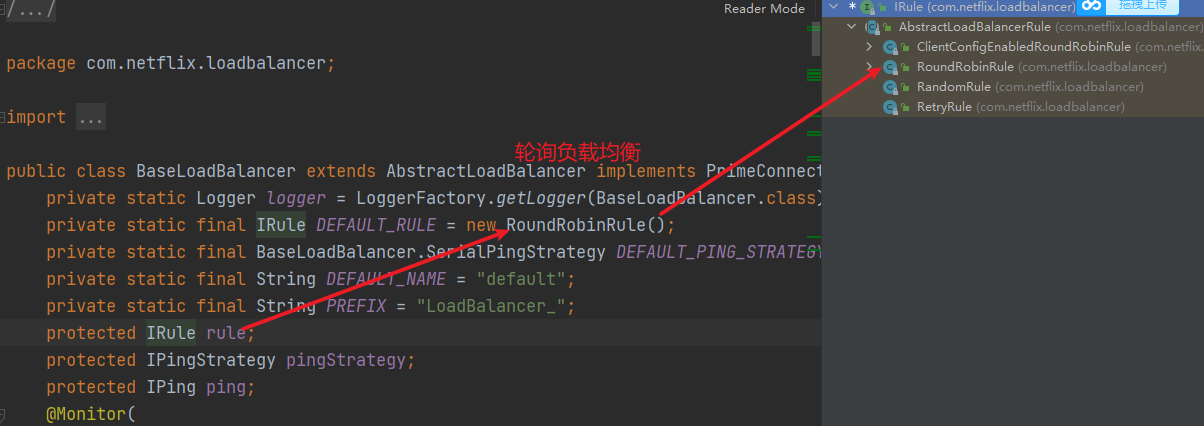 /.../
Reader Mode
package com.netflix.loadbalancer;
import ...
轮询负载均衡
public class BaseLoadBalancer extends AbstractLoadBalancer implements PrimeConnect
private static Logger logger = LoggerFactory.getLogger(BaseLoadBalancer.class)
private static final IRule DEFAULT_RULE = new RoundRobinRule();
private static final BaseLoadBalancer.SerialPingStrategy DEFAULT_PING_STRATEGY
private static final String DEFAULT_NAME = "default";
private static final String PREFIX = "LoadBalancer_";
protected IRule rule;
protected IPingStrategy pingStrategy;
protected IPing ping;
@Monitor(
* IRule (com.netflix.loadbalancer)
拖拽上传
AbstractLoadBalancerRule (com.netflix.loadbalancer)
ClientConfigEnabledRoundRobinRule (com.netflix.
RoundRobinRule (com.netflix.loadbalancer)
RandomRule (com.netflix.loadbalancer)
RetryRule (com.netflix.loadbalancer)